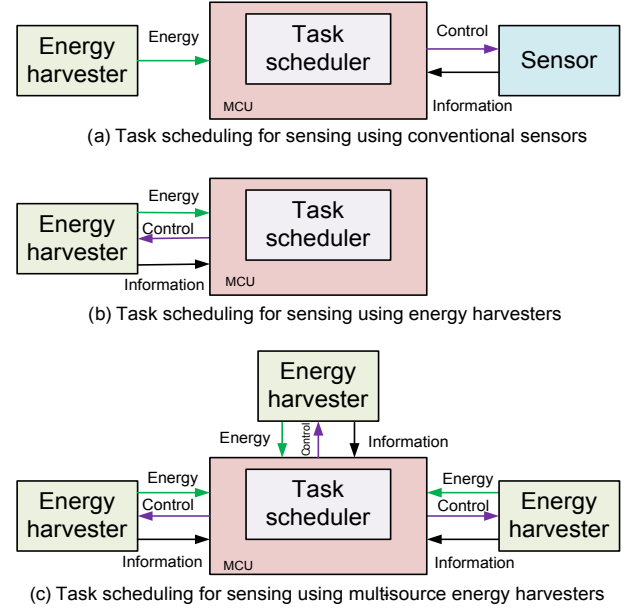 Energy
harvester
Energy
Task
scheduler
MCU
Control
Information
Sensor
(a) Task scheduling for sensing using conventional sensors
Energy
harvester
Energy
Control
Information
Task
scheduler
MCU
(b) Task scheduling for sensing using energy harvesters
Energy
harvester
Energy
Control
Information
Energy
harvester
Energy
Control
Information
Task
scheduler
MCU
Energy
Control
Information
Energy
harvester
(c) Task scheduling for sensing using multi-source energy harvesters